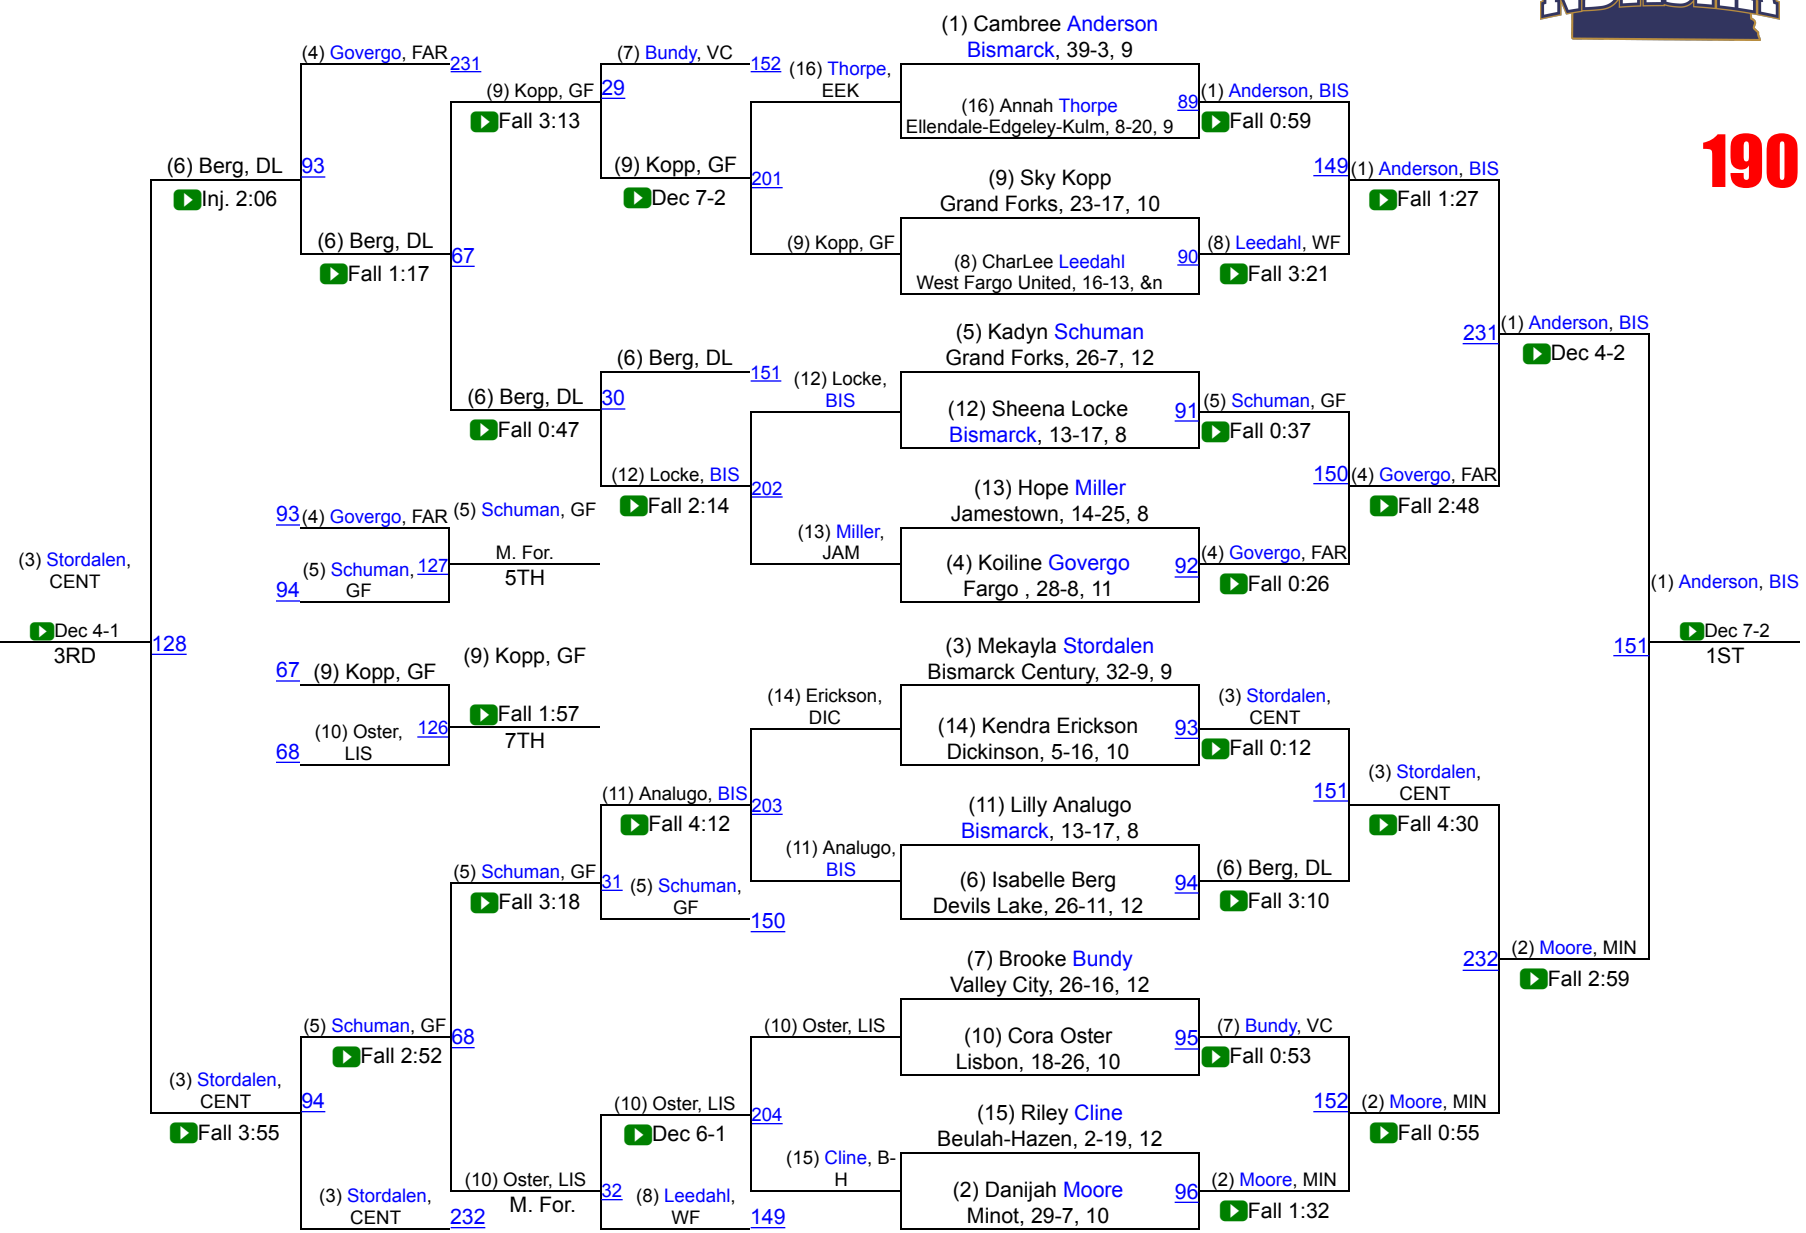 NDHSAA
190
(1) Cambree Anderson
Bismarck, 39-3, 9
(16) Annah Thorpe
Ellendale-Edgeley-Kulm, 8-20, 9
89
(9) Sky Kopp
Grand Forks, 23-17, 10
(8) CharLee Leedahl
West Fargo United, 16-13, &n
90
(5) Kadyn Schuman
Grand Forks, 26-7, 12
(12) Sheena Locke
Bismarck, 13-17, 8
91
(13) Hope Miller
Jamestown, 14-25, 8
(4) Koiline Govergo
Fargo , 28-8, 11
92
(3) Mekayla Stordalen
Bismarck Century, 32-9, 9
(14) Kendra Erickson
Dickinson, 5-16, 10
93
(11) Lilly Analugo
Bismarck, 13-17, 8
(6) Isabelle Berg
Devils Lake, 26-11, 12
94
(7) Brooke Bundy
Valley City, 26-16, 12
(10) Cora Oster
Lisbon, 18-26, 10
95
(15) Riley Cline
Beulah-Hazen, 2-19, 12
(2) Danijah Moore
Minot, 29-7, 10
96
(1) Anderson, BIS
Fall 0:59
149
(8) Leedahl, WF
Fall 3:21
(5) Schuman, GF
Fall 0:37
150
(4) Govergo, FAR
Fall 0:26
(3) Stordalen,
CENT
Fall 0:12
151
(6) Berg, DL
Fall 3:10
(7) Bundy, VC
Fall 0:53
152
(2) Moore, MIN
Fall 1:32
(1) Anderson, BIS
Fall 1:27
231
(4) Govergo, FAR
Fall 2:48
(3) Stordalen,
CENT
Fall 4:30
232
(2) Moore, MIN
Fall 0:55
(1) Anderson, BIS
Dec 4-2
151
(2) Moore, MIN
Fall 2:59
(1) Anderson, BIS
Dec 7-2
1ST
(16) Thorpe,
EEK
201
(9) Kopp, GF
(12) Locke,
BIS
202
(13) Miller,
JAM
(14) Erickson,
DIC
203
(11) Analugo,
BIS
(10) Oster, LIS
204
(15) Cline, B-
H
(7) Bundy, VC
152
29
(9) Kopp, GF
Dec 7-2
(6) Berg, DL
151
30
(12) Locke, BIS
Fall 2:14
(11) Analugo, BIS
Fall 4:12
31
(5) Schuman,
GF
150
(10) Oster, LIS
Dec 6-1
32
(8) Leedahl,
WF
149
(9) Kopp, GF
Fall 3:13
67
(6) Berg, DL
Fall 0:47
(5) Schuman, GF
Fall 3:18
68
(10) Oster, LIS
M. For.
(4) Govergo, FAR
231
93
(6) Berg, DL
Fall 1:17
(5) Schuman, GF
Fall 2:52
94
(3) Stordalen,
CENT
232
(6) Berg, DL
Inj. 2:06
128
(3) Stordalen,
CENT
Fall 3:55
(3) Stordalen,
CENT
Dec 4-1
3RD
93
(4) Govergo, FAR
94
(5) Schuman,
GF
127
(5) Schuman, GF
M. For.
5TH
67
(9) Kopp, GF
68
(10) Oster,
LIS
126
(9) Kopp, GF
Fall 1:57
7TH